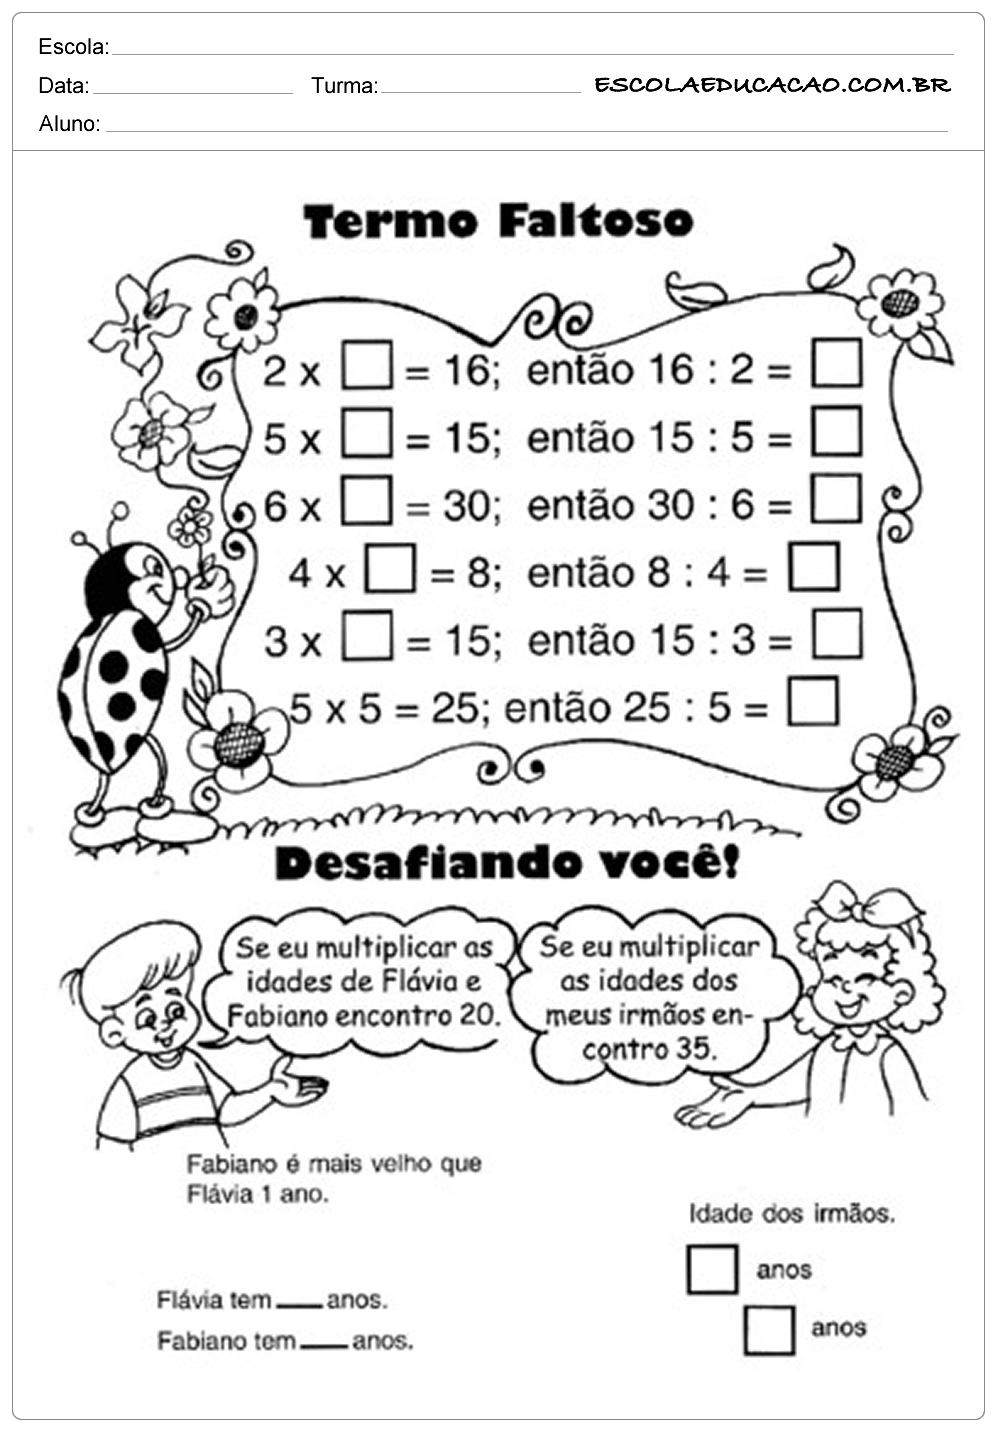 Escola:
Data: Turma: ESCOLAEDUCACAO.COM.BR
Aluno:
Termo Faltoso
2 x = 16; então 16 : 2 =
5 x = 15; então 15 : 5 =
6 x = 30; então 30 : 6 =
4 x = 8; então 8 : 4 =
3 x = 15; então 15 : 3 =
5 x 5 = 25; então 25 : 5 =
Desafiando você!
Se eu multiplicar as
idades de Flávia e
Fabiano encontro 20.
Se eu multiplicar
as idades dos
meus irmãos en-
contro 35.
Fabiano é mais velho que
Flávia 1 ano.
Flávia tem ___ anos.
Fabiano tem ___ anos.
Idade dos irmãos.
anos
anos